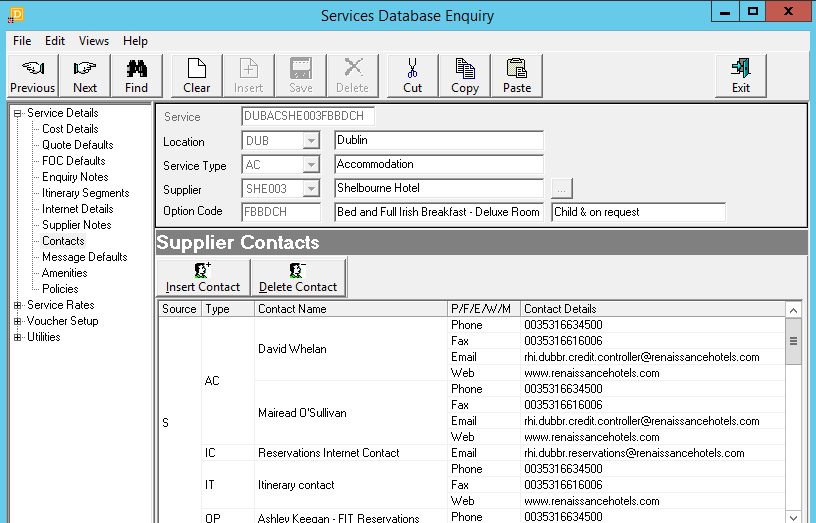 Services Database Enquiry
File Edit Views Help
Previous Next Find Clear Insert Save Delete Cut Copy Paste Exit
Service Details
Cost Details
Quote Defaults
FOC Defaults
Enquiry Notes
Itinerary Segments
Internet Details
Supplier Notes
Contacts
Message Defaults
Amenities
Policies
Service Rates
Voucher Setup
Utilities
Service DUBACSHE003FBBDCH
Location DUB Dublin
Service Type AC Accommodation
Supplier SHE003 Shelbourne Hotel ...
Option Code FBBDCH Bed and Full Irish Breakfast - Deluxe Room Child & on request
Supplier Contacts
Insert Contact Delete Contact
Source Type Contact Name P/F/E/W/M Contact Details
S
AC
David Whelan
Phone 0035316634500
Fax 0035316616006
Email rhi.dubbr.credit.controller@renaissancehotels.com
Web www.renaissancehotels.com
Mairead O'Sullivan
Phone 0035316634500
Fax 0035316616006
Email rhi.dubbr.credit.controller@renaissancehotels.com
Web www.renaissancehotels.com
IC Reservations Internet Contact Email rhi.dubbr.reservations@renaissancehotels.com
IT Itinerary contact
Phone 0035316634500
Fax 0035316616006
Web www.renaissancehotels.com
OP Ashley Keegan - FIT Reservations Phone 0035316634500